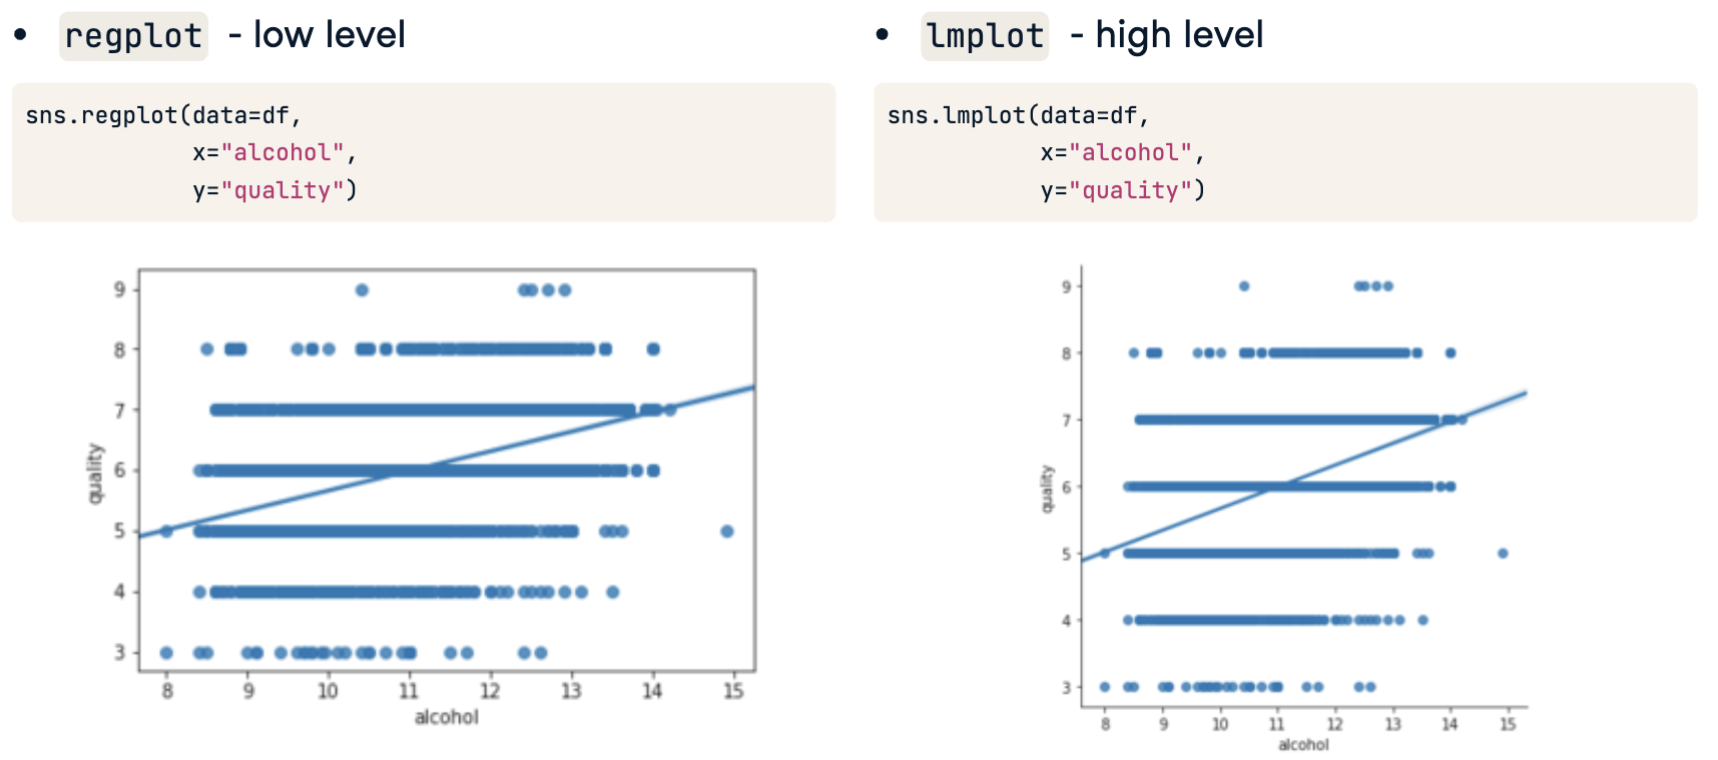 • regplot - low level
sns.regplot(data=df,
x="alcohol",
y="quality")
9
8
7
6
5
4
3
quality
8 9 10 11 12 13 14 15
alcohol
• lmplot - high level
sns.lmplot(data=df,
x="alcohol",
y="quality")
9
8
7
6
5
4
3
quality
8 9 10 11 12 13 14 15
alcohol